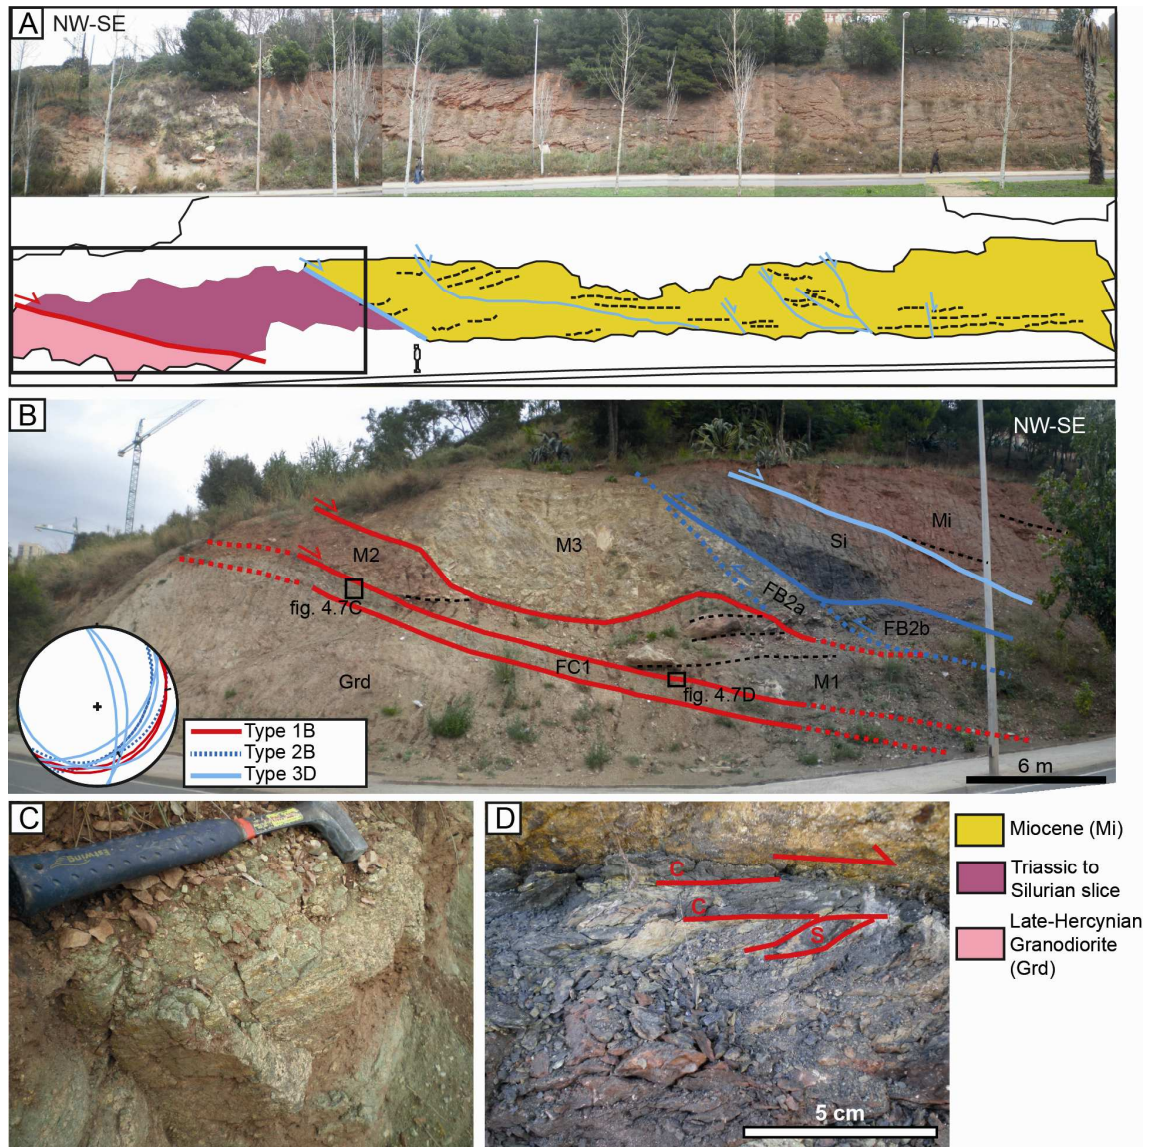 A NW-SE
B
NW-SE
Mi
Si
M3
M2
fig. 4.7C
FB2a
FB2b
FC1
M1
Grd
fig. 4.7D
Type 1B
Type 2B
Type 3D
6 m
C
D
C
C
S
5 cm
Miocene (Mi)
Triassic to
Silurian slice
Late-Hercynian
Granodiorite
(Grd)